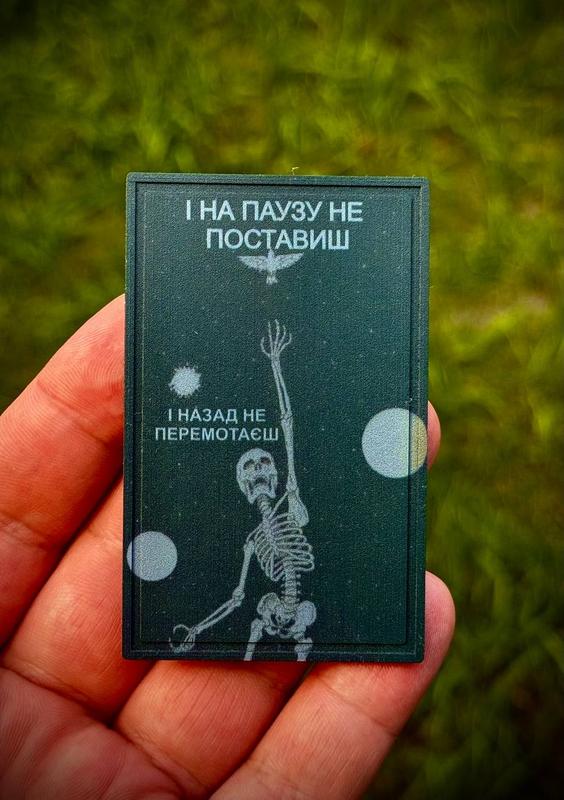 І НА ПАУЗУ НЕ
ПОСТАВИШ
І НАЗАД НЕ
ПЕРЕМОТАЄШ